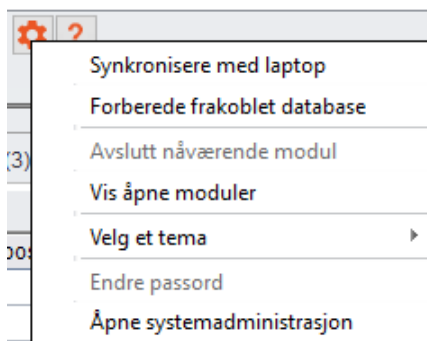 ?
Synkronisere med laptop
Forberede frakoblet database
Avslutt nåværende modul
(3)
Vis åpne moduler
Velg et tema
Endre passord
Åpne systemadministrasjon